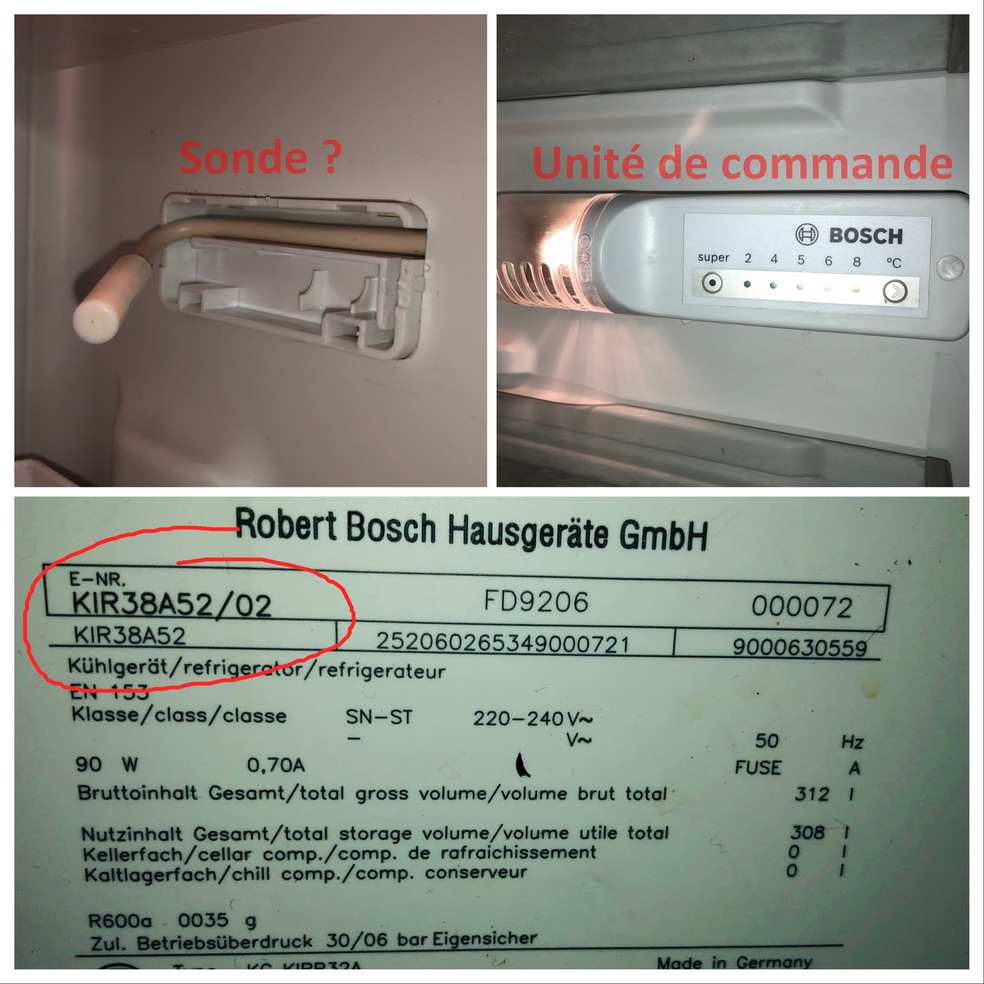 Sonde ?
Unité de commande
BOSCH
super 2 4 5 6 8 °C
Robert Bosch Hausgeräte GmbH
E-NR.
KIR38A52/02 FD9206 000072
KIR38A52 252060265349000721 9000630559
Kühlgerät/refrigerator/refrigerateur
EN 153
Klasse/class/classe SN-ST 220-240V~
– V~ 50 Hz
90 W 0,70A FUSE A
Bruttoinhalt Gesamt/total gross volume/volume brut total 312 l
Nutzinhalt Gesamt/total storage volume/volume utile total 308 l
Kellerfach/cellar comp./comp. de rafraichissement 0 l
Kaltlagerfach/chill comp./comp. conserveur 0 l
R600a 0035 g
Zul. Betriebsüberdruck 30/06 bar Eigensicher
Type KG KIRR32A Made in Germany